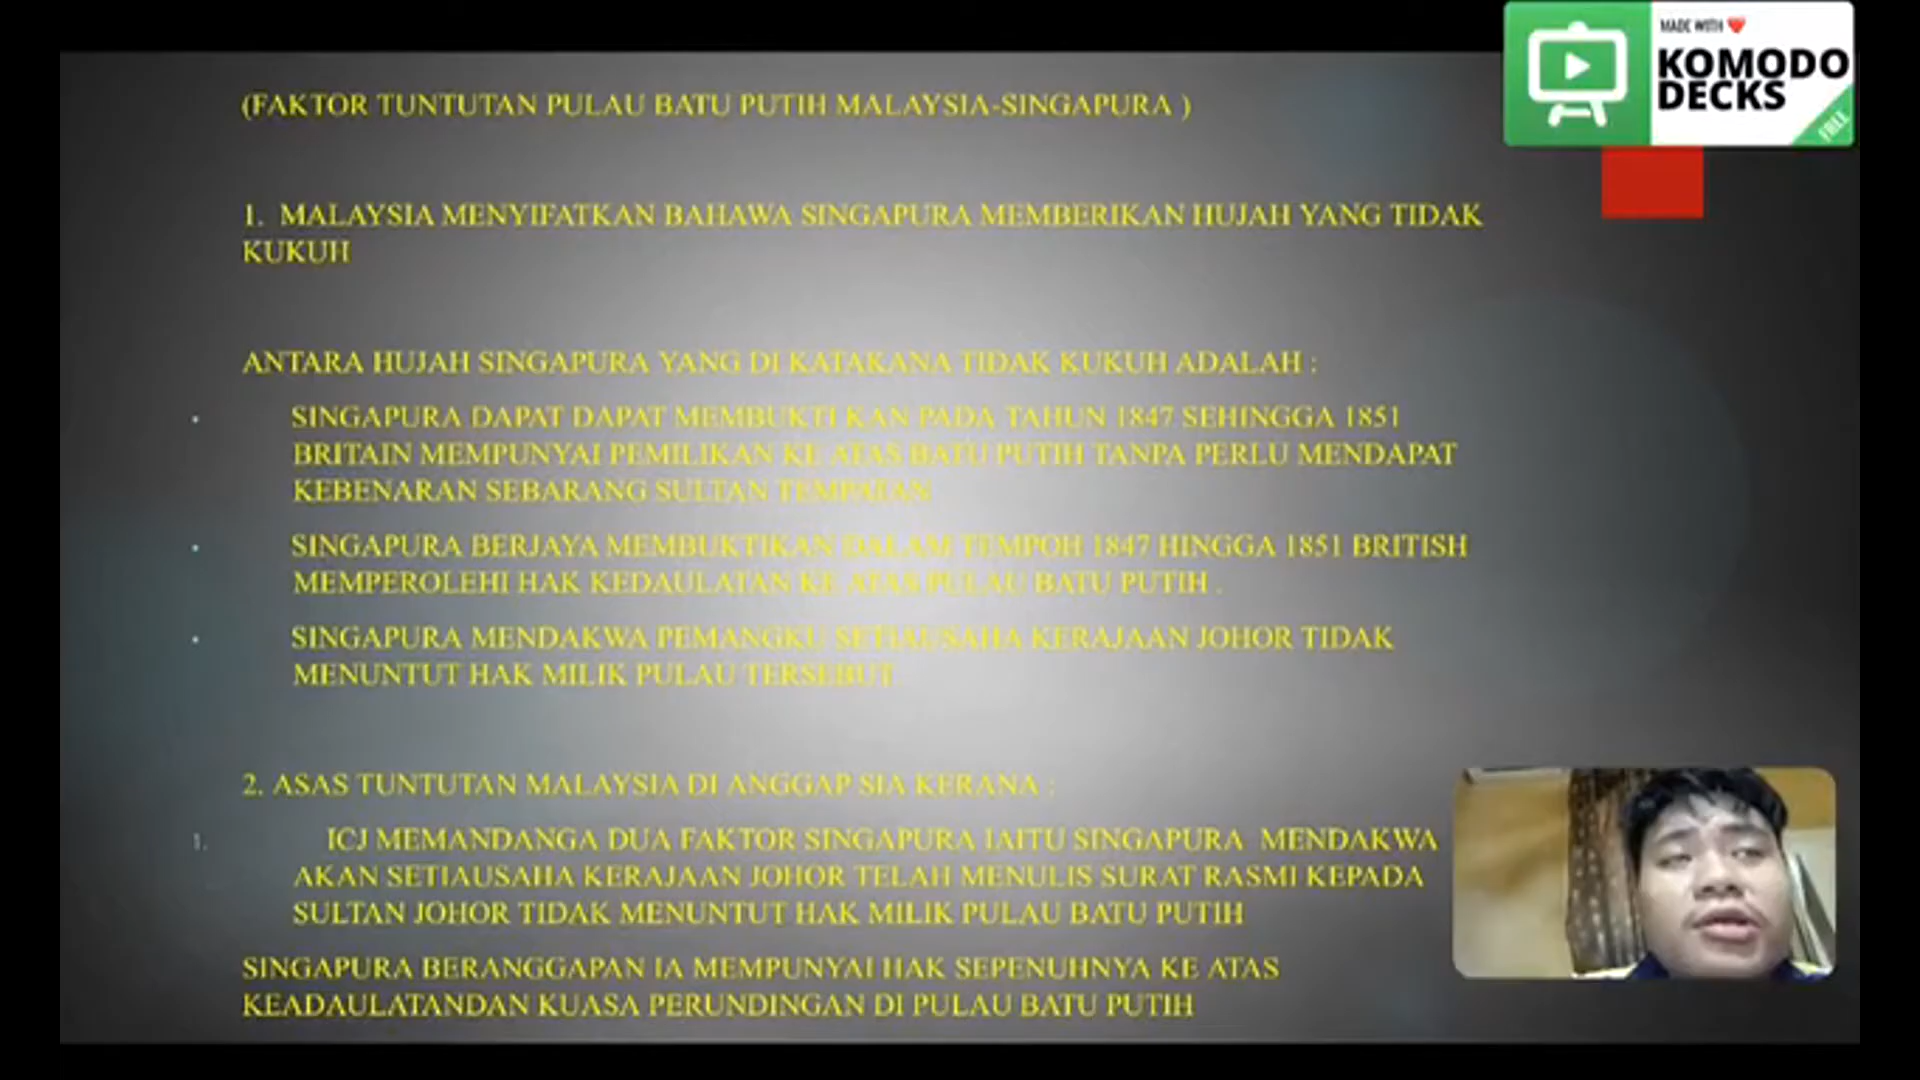 MADE WITH ❤️
KOMODO
DECKS
FREE
(FAKTOR TUNTUTAN PULAU BATU PUTIH MALAYSIA-SINGAPURA )
1. MALAYSIA MENYIFATKAN BAHAWA SINGAPURA MEMBERIKAN HUJAH YANG TIDAK
KUKUH
ANTARA HUJAH SINGAPURA YANG DI KATAKANA TIDAK KUKUH ADALAH :
• SINGAPURA DAPAT DAPAT MEMBUKTI KAN PADA TAHUN 1847 SEHINGGA 1851
BRITAIN MEMPUNYAI PEMILIKAN KE ATAS BATU PUTIH TANPA PERLU MENDAPAT
KEBENARAN SEBARANG SULTAN TEMPATAN
• SINGAPURA BERJAYA MEMBUKTIKAN DALAM TEMPOH 1847 HINGGA 1851 BRITISH
MEMPEROLEHI HAK KEDAULATAN KE ATAS PULAU BATU PUTIH .
• SINGAPURA MENDAKWA PEMANGKU SETIAUSAHA KERAJAAN JOHOR TIDAK
MENUNTUT HAK MILIK PULAU TERSEBUT
2. ASAS TUNTUTAN MALAYSIA DI ANGGAP SIA KERANA :
1. ICJ MEMANDANGA DUA FAKTOR SINGAPURA IAITU SINGAPURA MENDAKWA
AKAN SETIAUSAHA KERAJAAN JOHOR TELAH MENULIS SURAT RASMI KEPADA
SULTAN JOHOR TIDAK MENUNTUT HAK MILIK PULAU BATU PUTIH
SINGAPURA BERANGGAPAN IA MEMPUNYAI HAK SEPENUHNYA KE ATAS
KEADAULATANDAN KUASA PERUNDINGAN DI PULAU BATU PUTIH